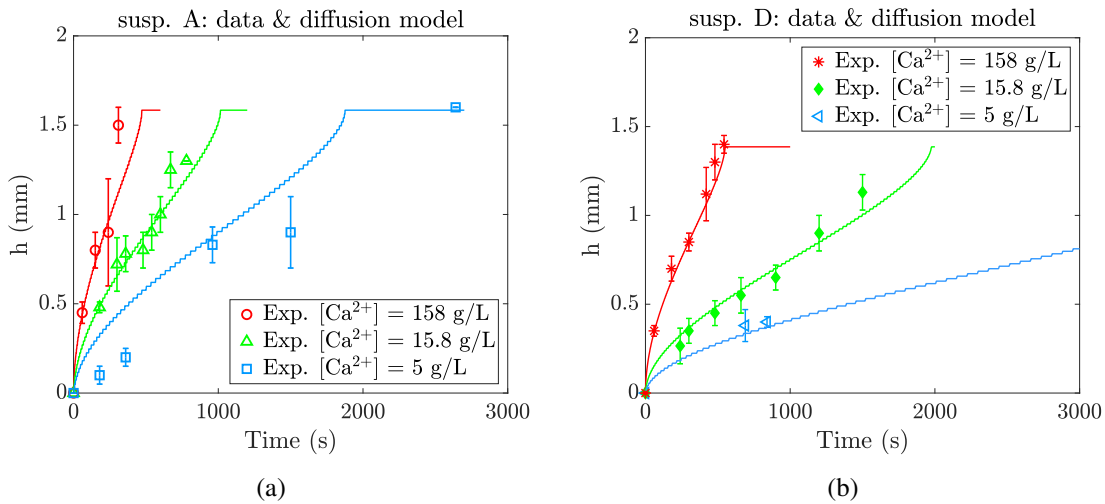 susp. A: data & diffusion model
2
1.5
1
0.5
0
h (mm)
0
1000
2000
3000
Time (s)
Exp. [Ca²⁺] = 158 g/L
Exp. [Ca²⁺] = 15.8 g/L
Exp. [Ca²⁺] = 5 g/L
(a)
susp. D: data & diffusion model
2
1.5
1
0.5
0
h (mm)
0
1000
2000
3000
Time (s)
Exp. [Ca²⁺] = 158 g/L
Exp. [Ca²⁺] = 15.8 g/L
Exp. [Ca²⁺] = 5 g/L
(b)